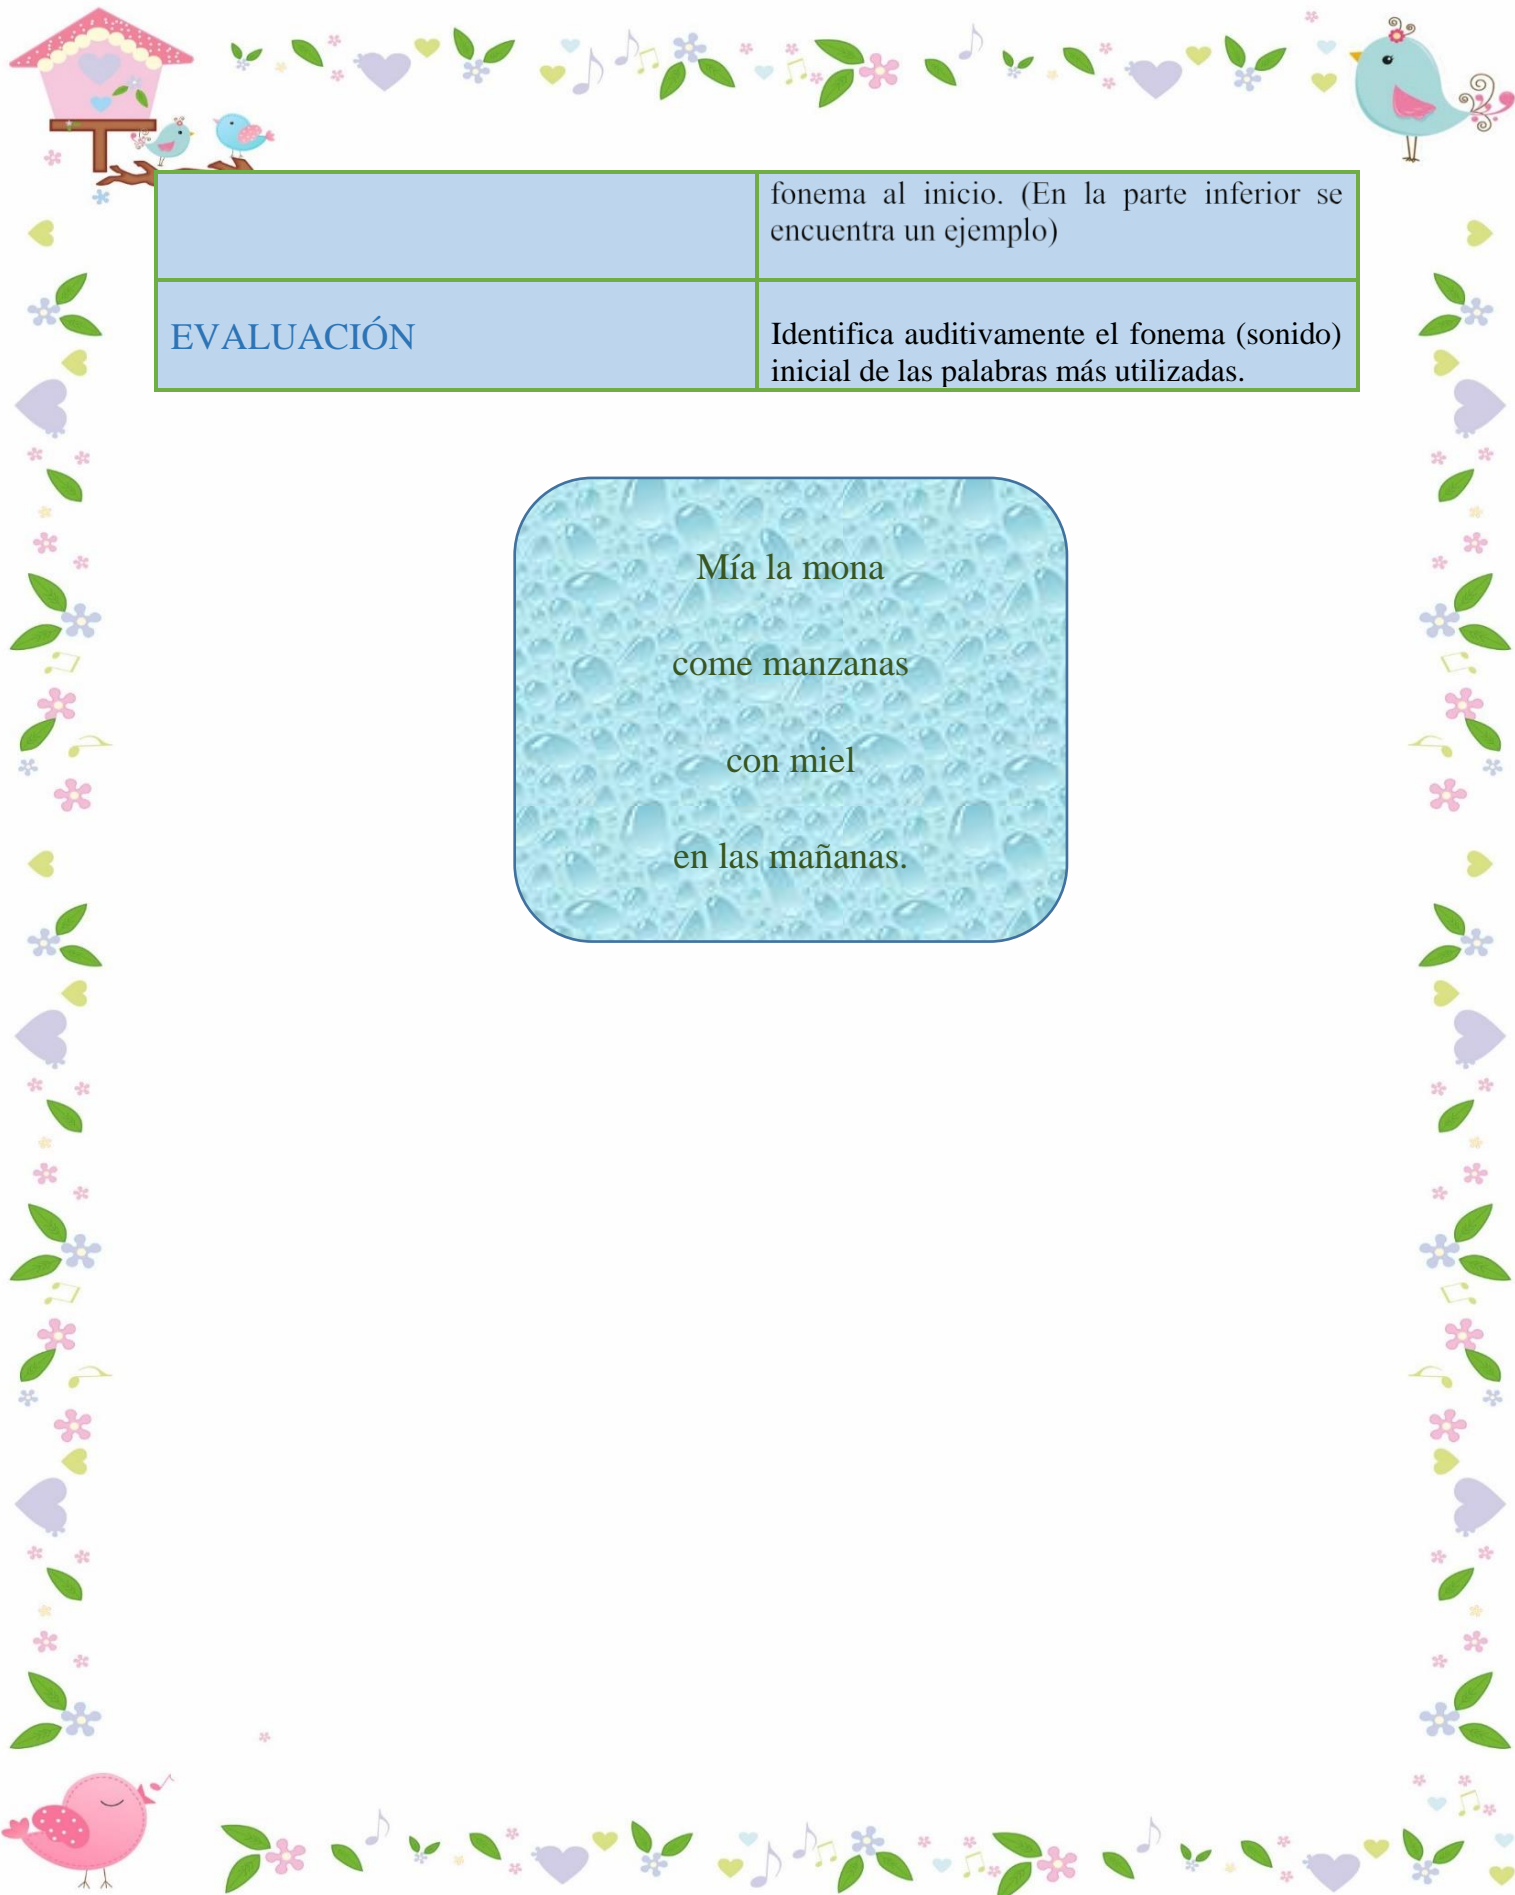 fonema al inicio. (En la parte inferior se
encuentra un ejemplo)
EVALUACIÓN
Identifica auditivamente el fonema (sonido)
inicial de las palabras más utilizadas.
Mía la mona
come manzanas
con miel
en las mañanas.